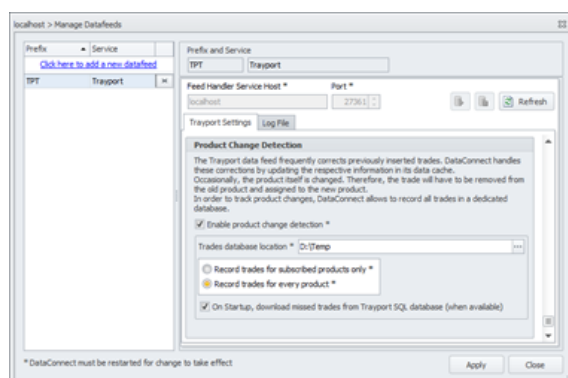 localhost > Manage Datafeeds
Prefix Service
Click here to add a new datafeed
TPT Trayport
Prefix and Service
TPT Trayport
Feed Handler Service Host * Port *
localhost 27361
Refresh
Trayport Settings Log File
Product Change Detection
The Trayport data feed frequently corrects previously inserted trades. DataConnect handles
these corrections by updating the respective information in its data cache.
Occasionally, the product itself is changed. Therefore, the trade will have to be removed from
the old product and assigned to the new product.
In order to track product changes, DataConnect allows to record all trades in a dedicated
database.
Enable product change detection *
Trades database location * D:\Temp ...
Record trades for subscribed products only *
Record trades for every product *
On Startup, download missed trades from Trayport SQL database (when available)
* DataConnect must be restarted for change to take effect
Apply Close